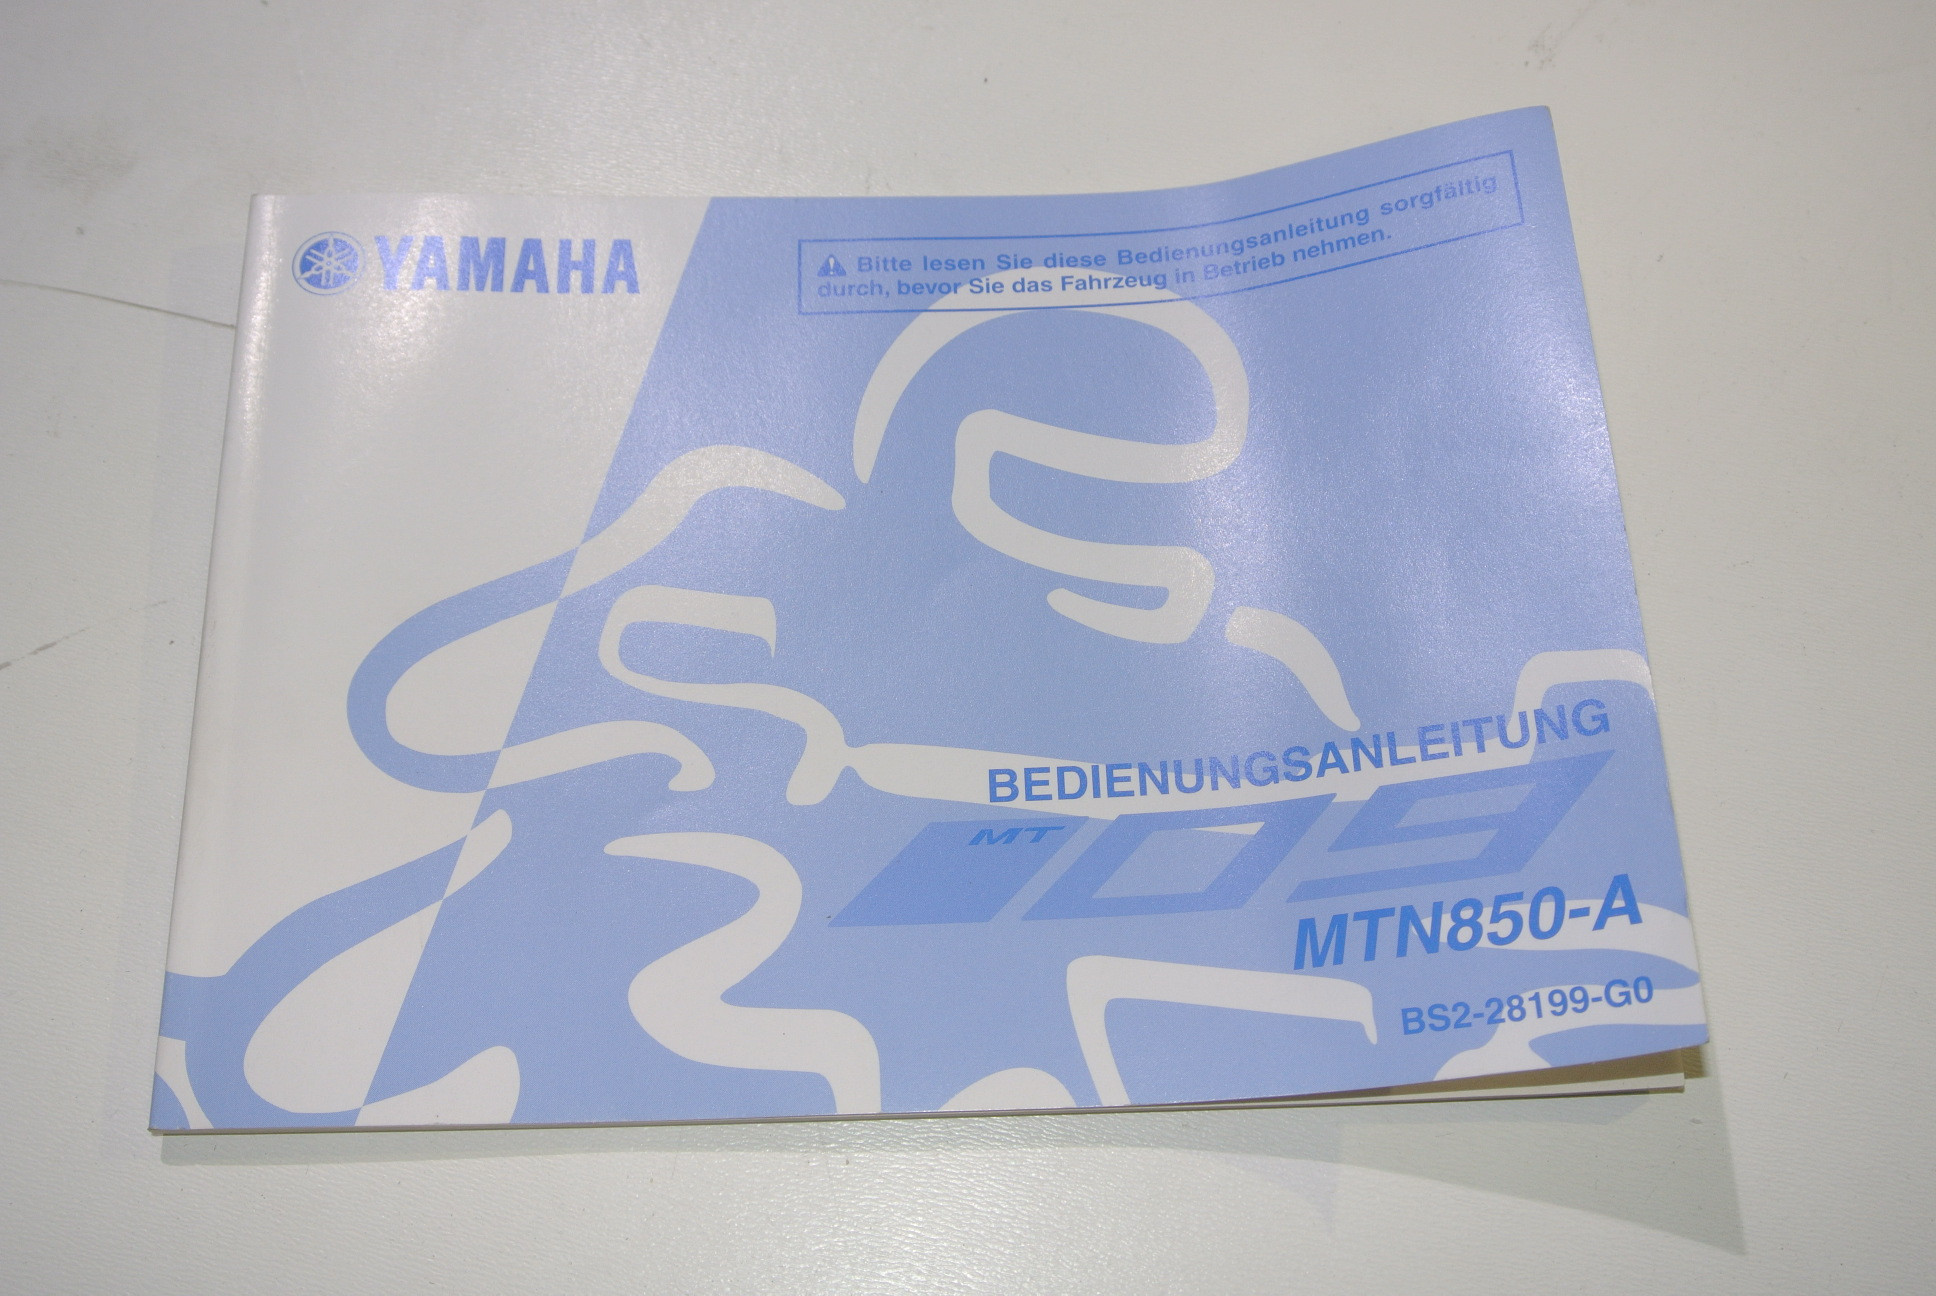 YAMAHA
Bitte lesen Sie diese Bedienungsanleitung sorgfältig
durch, bevor Sie das Fahrzeug in Betrieb nehmen.
BEDIENUNGSANLEITUNG
MT 09
MTN850-A
BS2-28199-G0